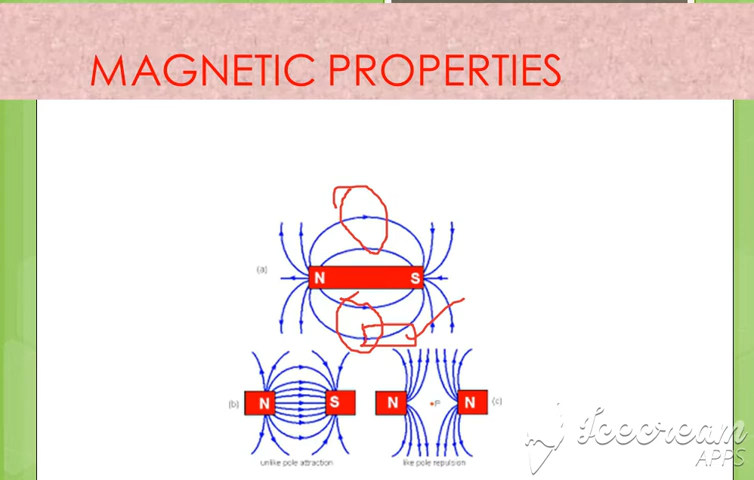 MAGNETIC PROPERTIES
(a)
N S
(b) N S N P N (c)
unlike pole attraction like pole repulsion
Icecream
APPS